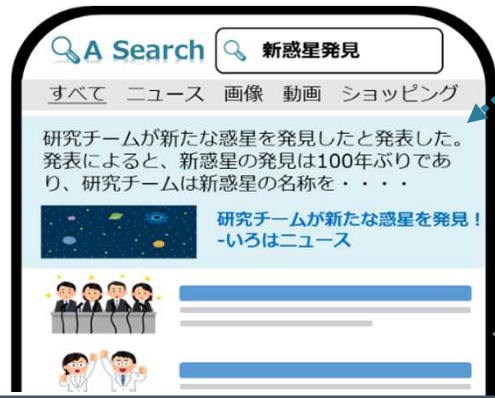 A Search
新惑星発見
すべて ニュース 画像 動画 ショッピング
研究チームが新たな惑星を発見したと発表した。
発表によると、新惑星の発見は100年ぶりであ
り、研究チームは新惑星の名称を・・・・
研究チームが新たな惑星を発見！
-いろはニュース